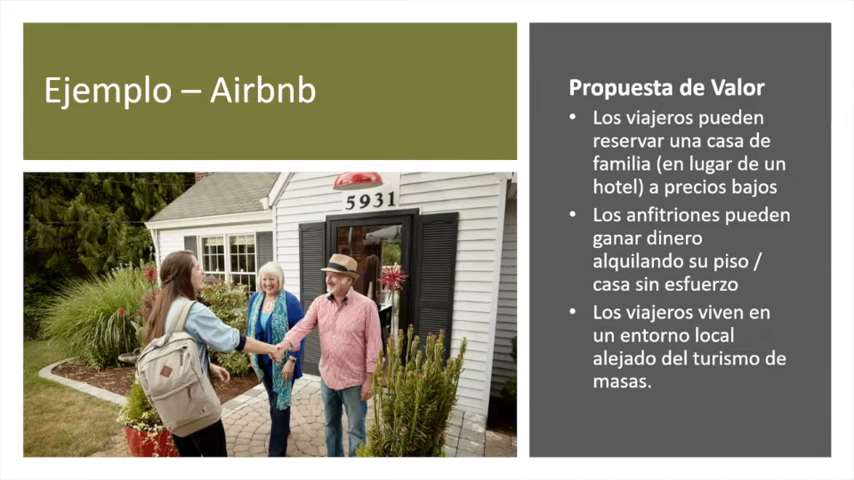 Ejemplo – Airbnb
5931
Propuesta de Valor
• Los viajeros pueden
reservar una casa de
familia (en lugar de un
hotel) a precios bajos
• Los anfitriones pueden
ganar dinero
alquilando su piso /
casa sin esfuerzo
• Los viajeros viven en
un entorno local
alejado del turismo de
masas.